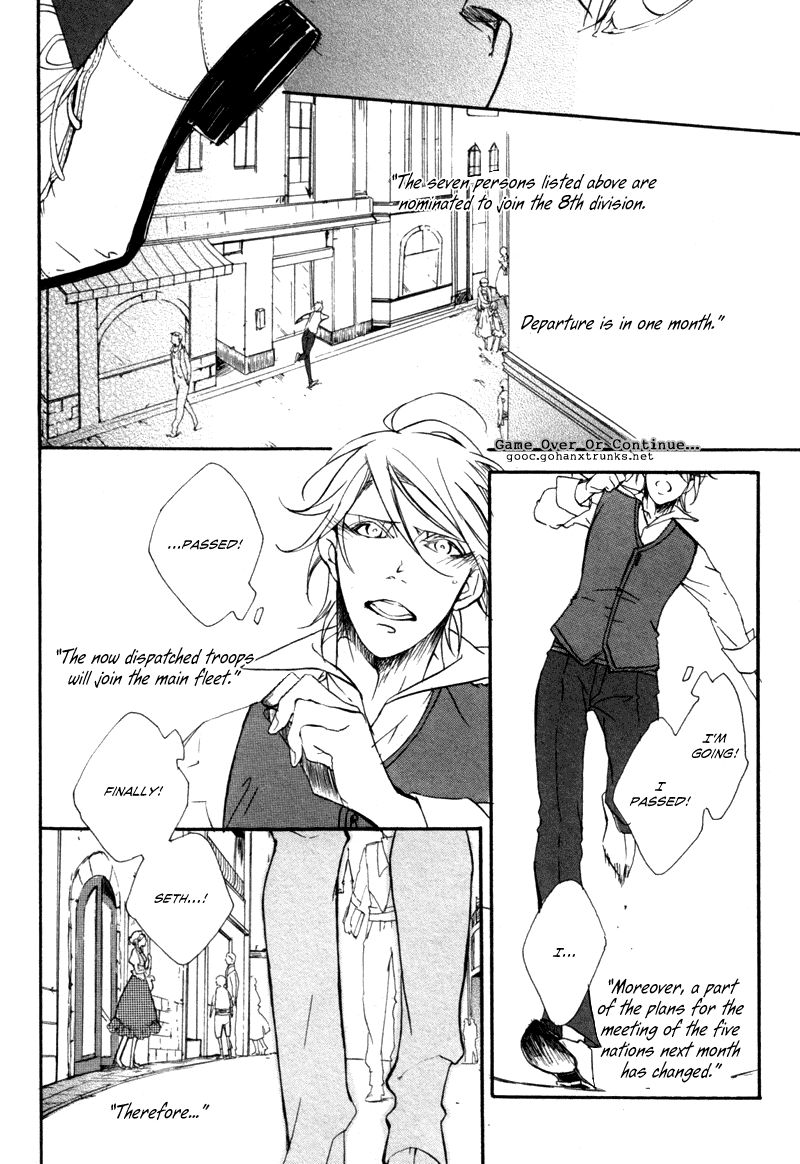 "The seven persons listed above are
nominated to join the 8th division.
Departure is in one month."
Game Over Or Continue...
gooc.gohanxtrunks.net
...PASSED!
"The now dispatched troops
will join the main fleet."
I'M
GOING!
I
PASSED!
FINALLY!
SETH...!
I...
"Moreover, a part
of the plans for the
meeting of the five
nations next month
has changed."
"Therefore..."